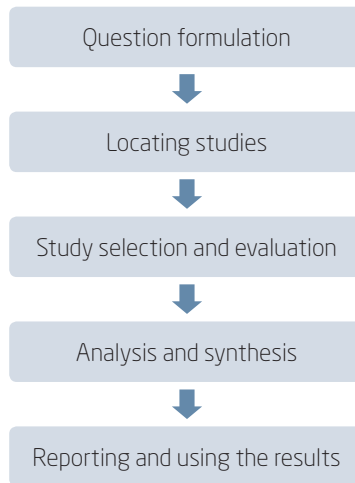 Question formulation
Locating studies
Study selection and evaluation
Analysis and synthesis
Reporting and using the results